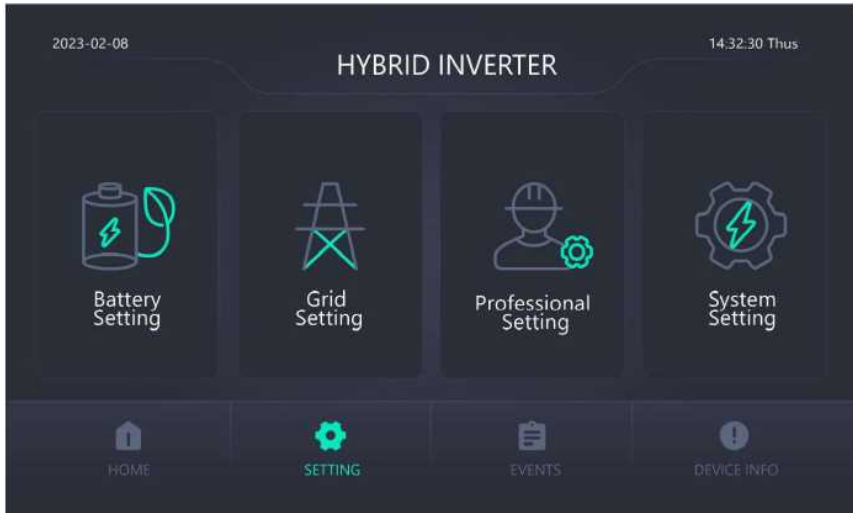 2023-02-08
14:32:30 Thus
HYBRID INVERTER
Battery
Setting
Grid
Setting
Professional
Setting
System
Setting
HOME
SETTING
EVENTS
DEVICE INFO